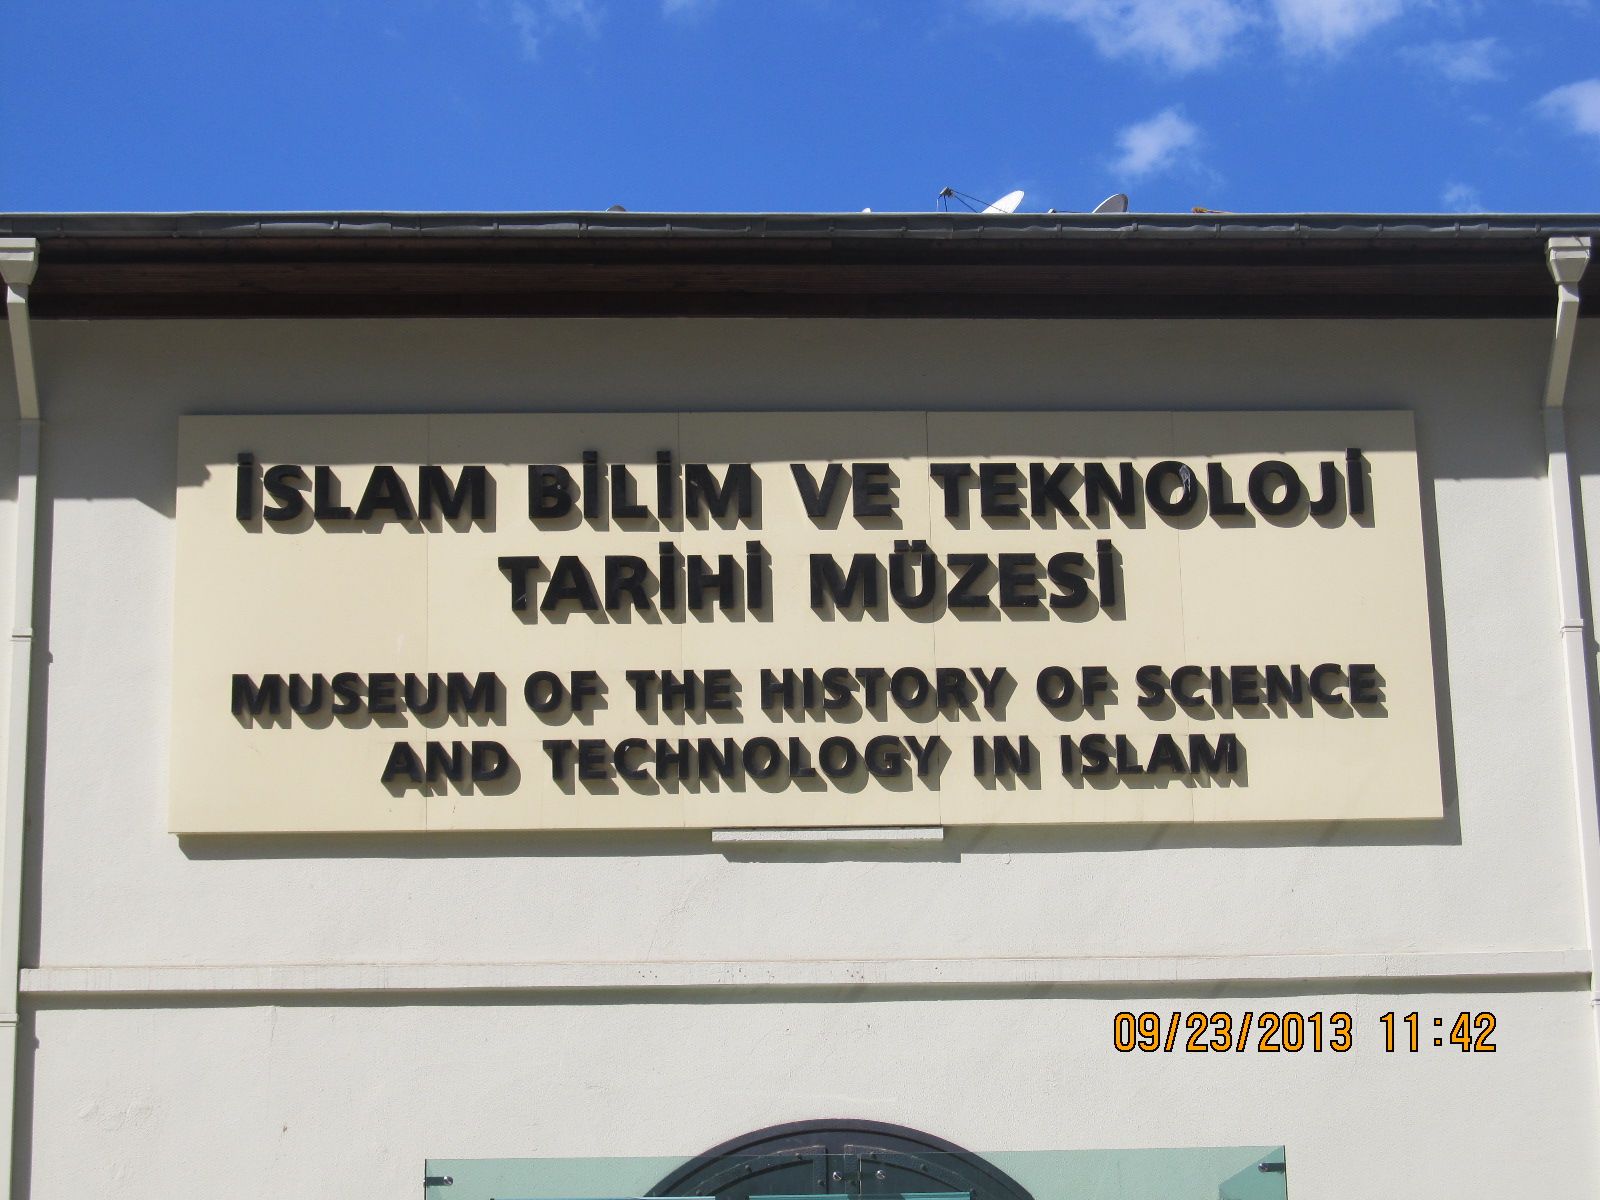 İSLAM BİLİM VE TEKNOLOJİ
TARİHİ MÜZESİ
MUSEUM OF THE HISTORY OF SCIENCE
AND TECHNOLOGY IN ISLAM
09/23/2013 11:42